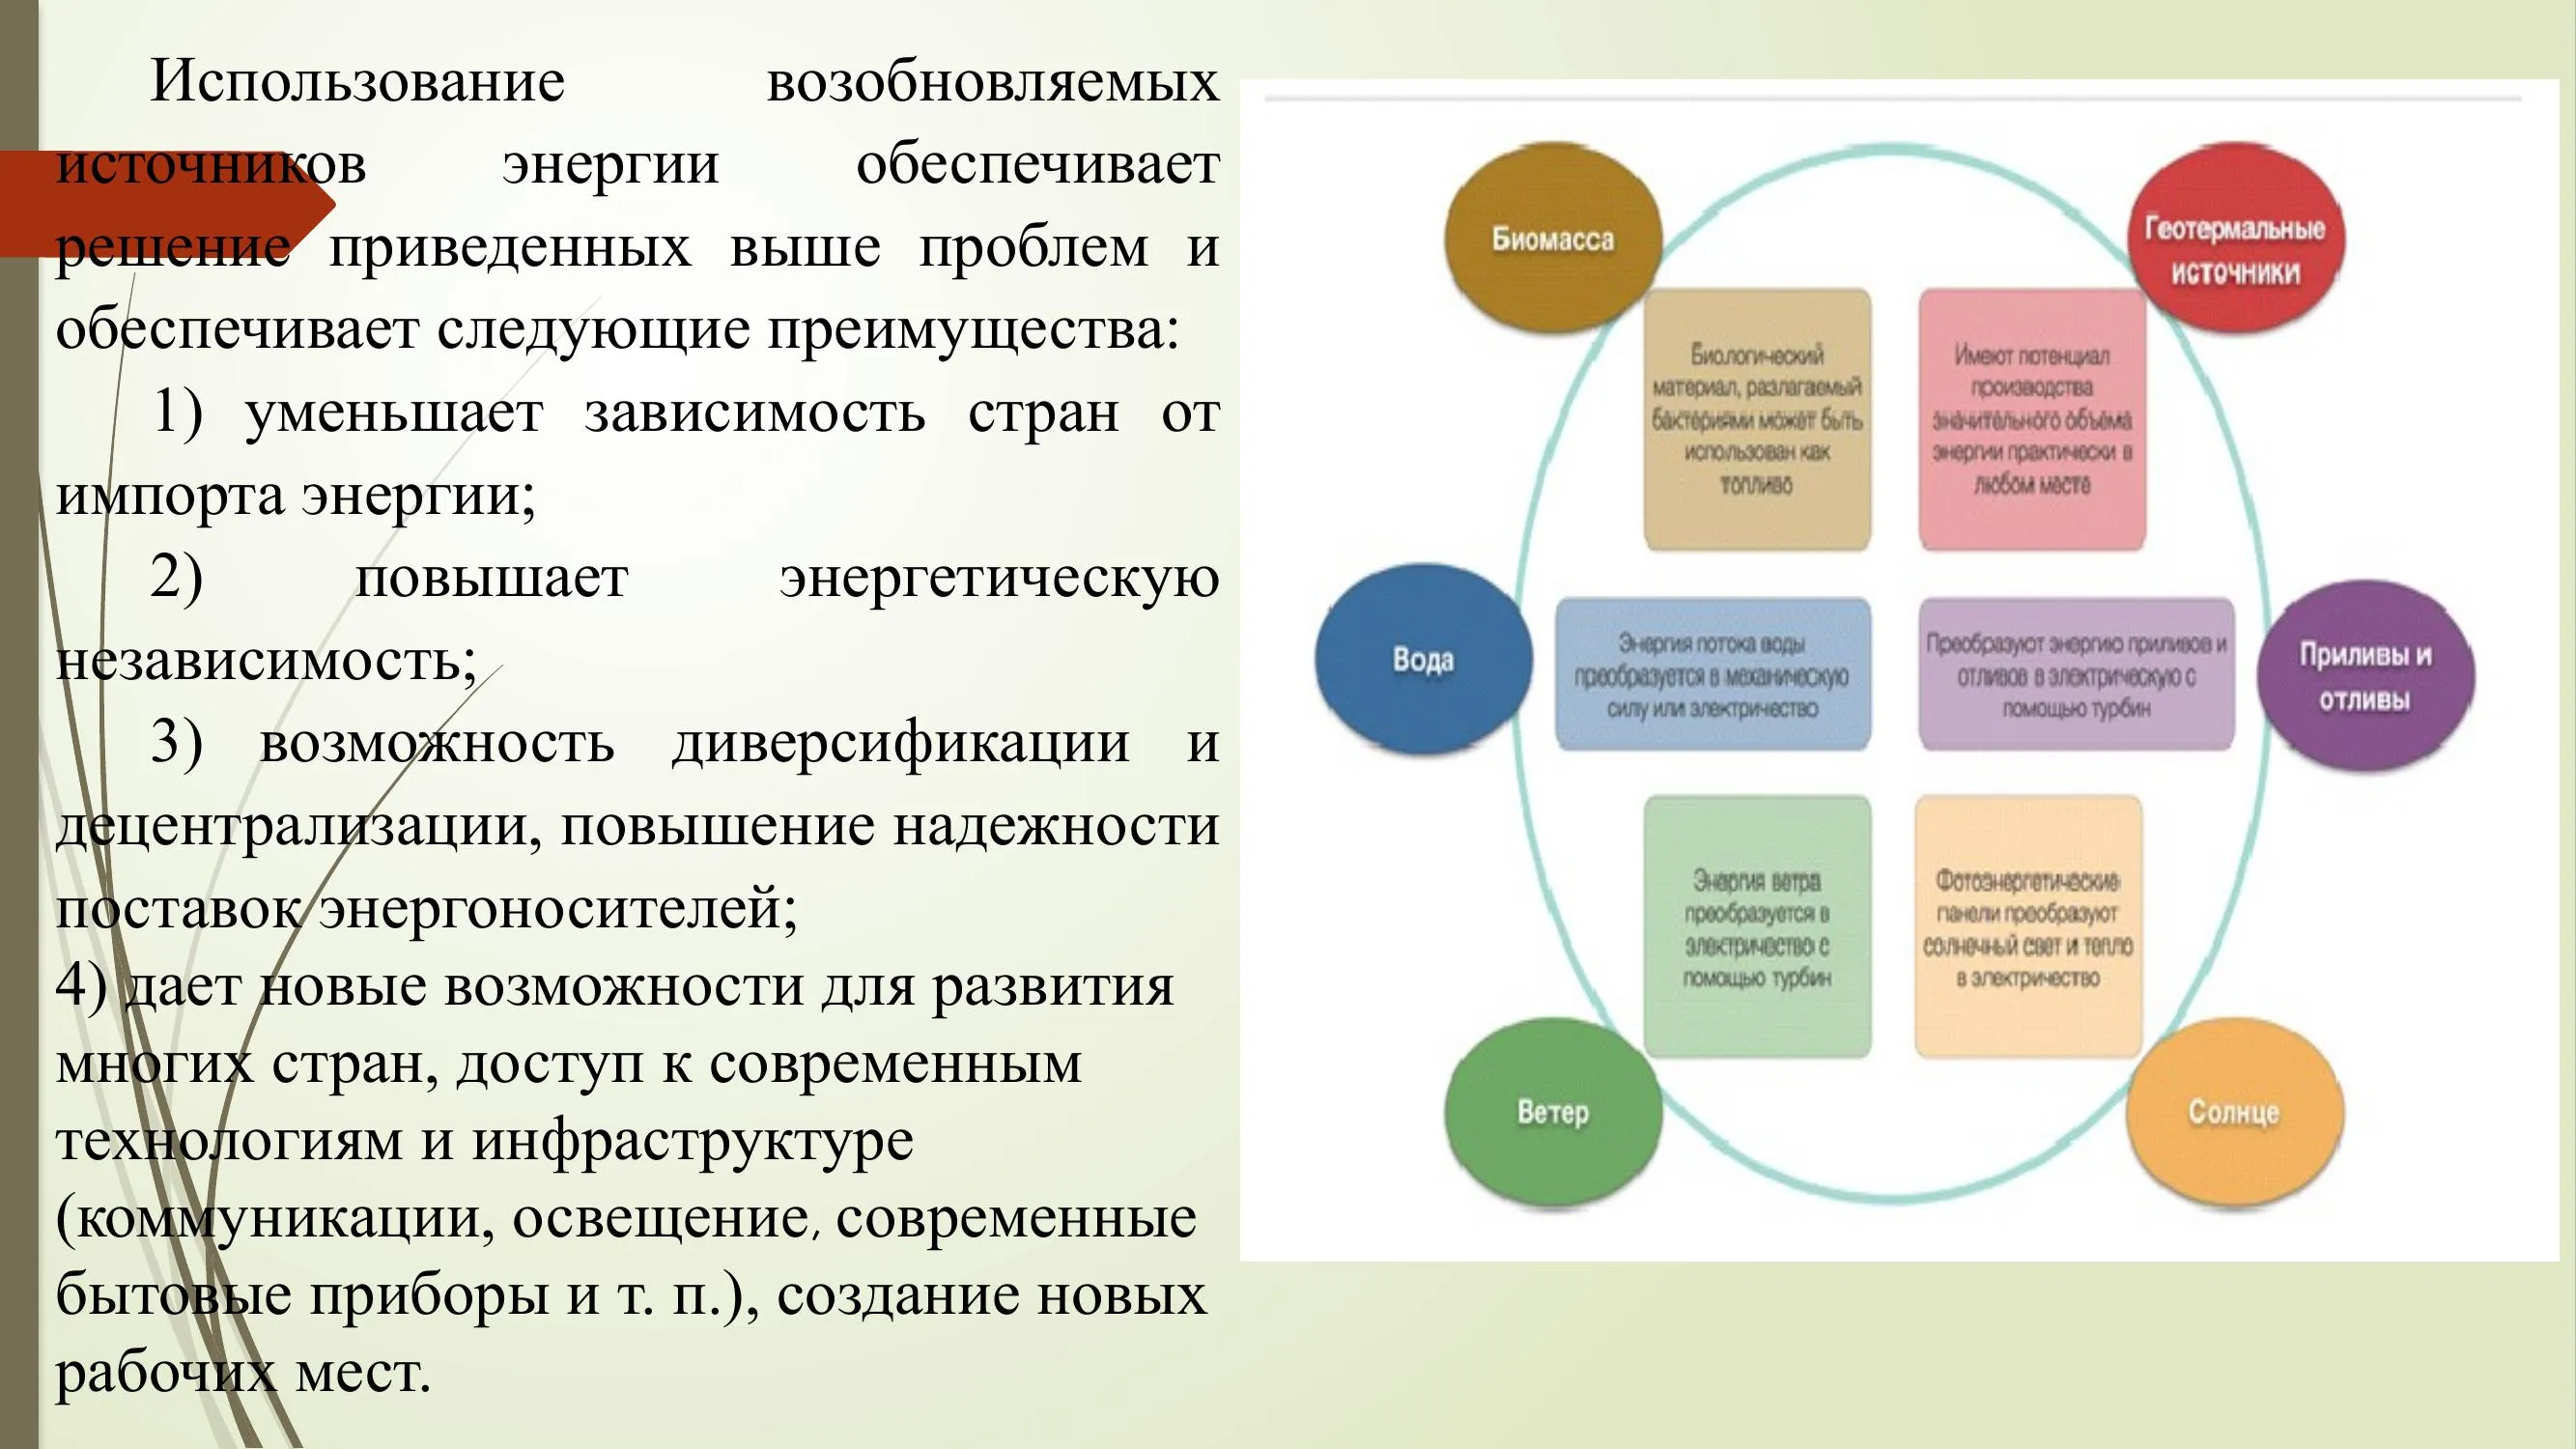 Использование возобновляемых
источников энергии обеспечивает
решение приведенных выше проблем и
обеспечивает следующие преимущества:
1) уменьшает зависимость стран от
импорта энергии;
2) повышает энергетическую
независимость;
3) возможность диверсификации и
децентрализации, повышение надежности
поставок энергоносителей;
4) дает новые возможности для развития
многих стран, доступ к современным
технологиям и инфраструктуре
(коммуникации, освещение, современные
бытовые приборы и т. п.), создание новых
рабочих мест.
Биомасса
Биологический
материал, разлагаемый
бактериями может быть
использован как
топливо
Геотермальные
источники
Имеют потенциал
производства
значительного объема
энергии практически в
любом месте
Вода
Энергия потока воды
преобразуется в механическую
силу или электричество
Приливы и
отливы
Преобразуют энергию приливов и
отливов в электрическую с
помощью турбин
Ветер
Энергия ветра
преобразуется в
электричество с
помощью турбин
Солнце
Фотоэнергетические
панели преобразуют
солнечный свет и тепло
в электричество